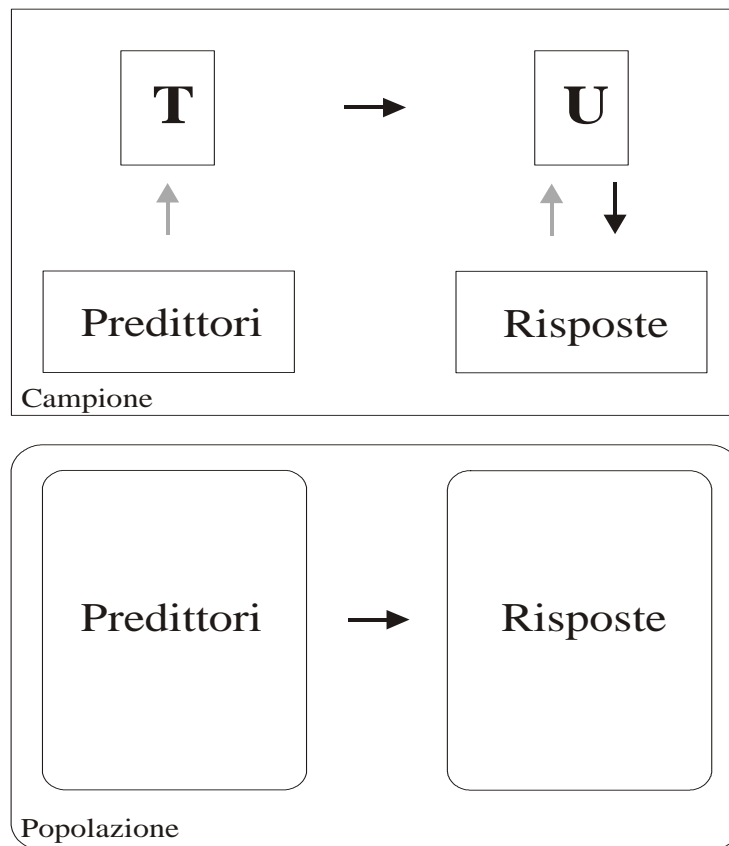 T U
Predittori Risposte
Campione
Predittori Risposte
Popolazione